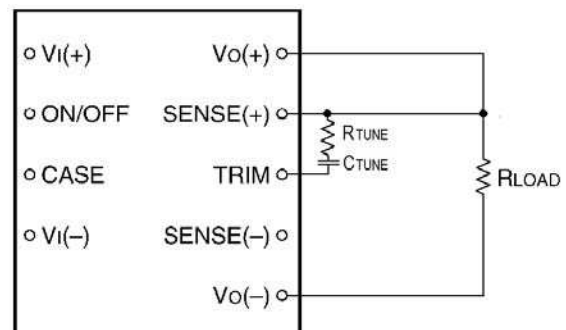 VI(+)
VO(+)
ON/OFF
SENSE(+)
RTUNE
CTUNE
CASE
TRIM
RLOAD
VI(–)
SENSE(–)
VO(–)